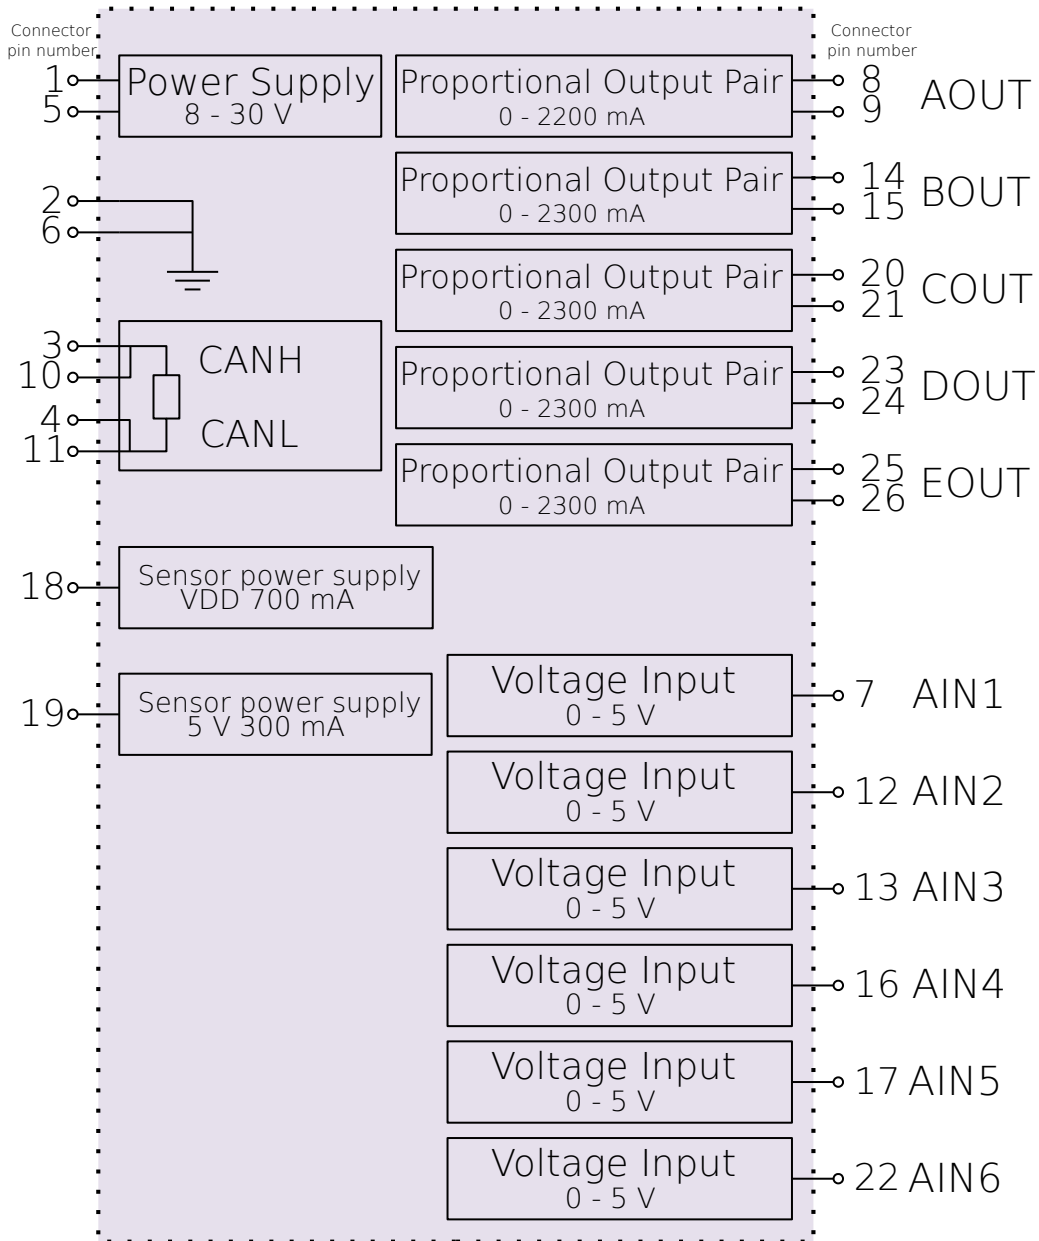 Connector
pin number
Connector
pin number
1
5
Power Supply
8 - 30 V
Proportional Output Pair
0 - 2200 mA
8
9
AOUT
2
6
Proportional Output Pair
0 - 2300 mA
14
15
BOUT
Proportional Output Pair
0 - 2300 mA
20
21
COUT
3
10
4
11
CANH
CANL
Proportional Output Pair
0 - 2300 mA
23
24
DOUT
Proportional Output Pair
0 - 2300 mA
25
26
EOUT
18
Sensor power supply
VDD 700 mA
19
Sensor power supply
5 V 300 mA
Voltage Input
0 - 5 V
7 AIN1
Voltage Input
0 - 5 V
12 AIN2
Voltage Input
0 - 5 V
13 AIN3
Voltage Input
0 - 5 V
16 AIN4
Voltage Input
0 - 5 V
17 AIN5
Voltage Input
0 - 5 V
22 AIN6